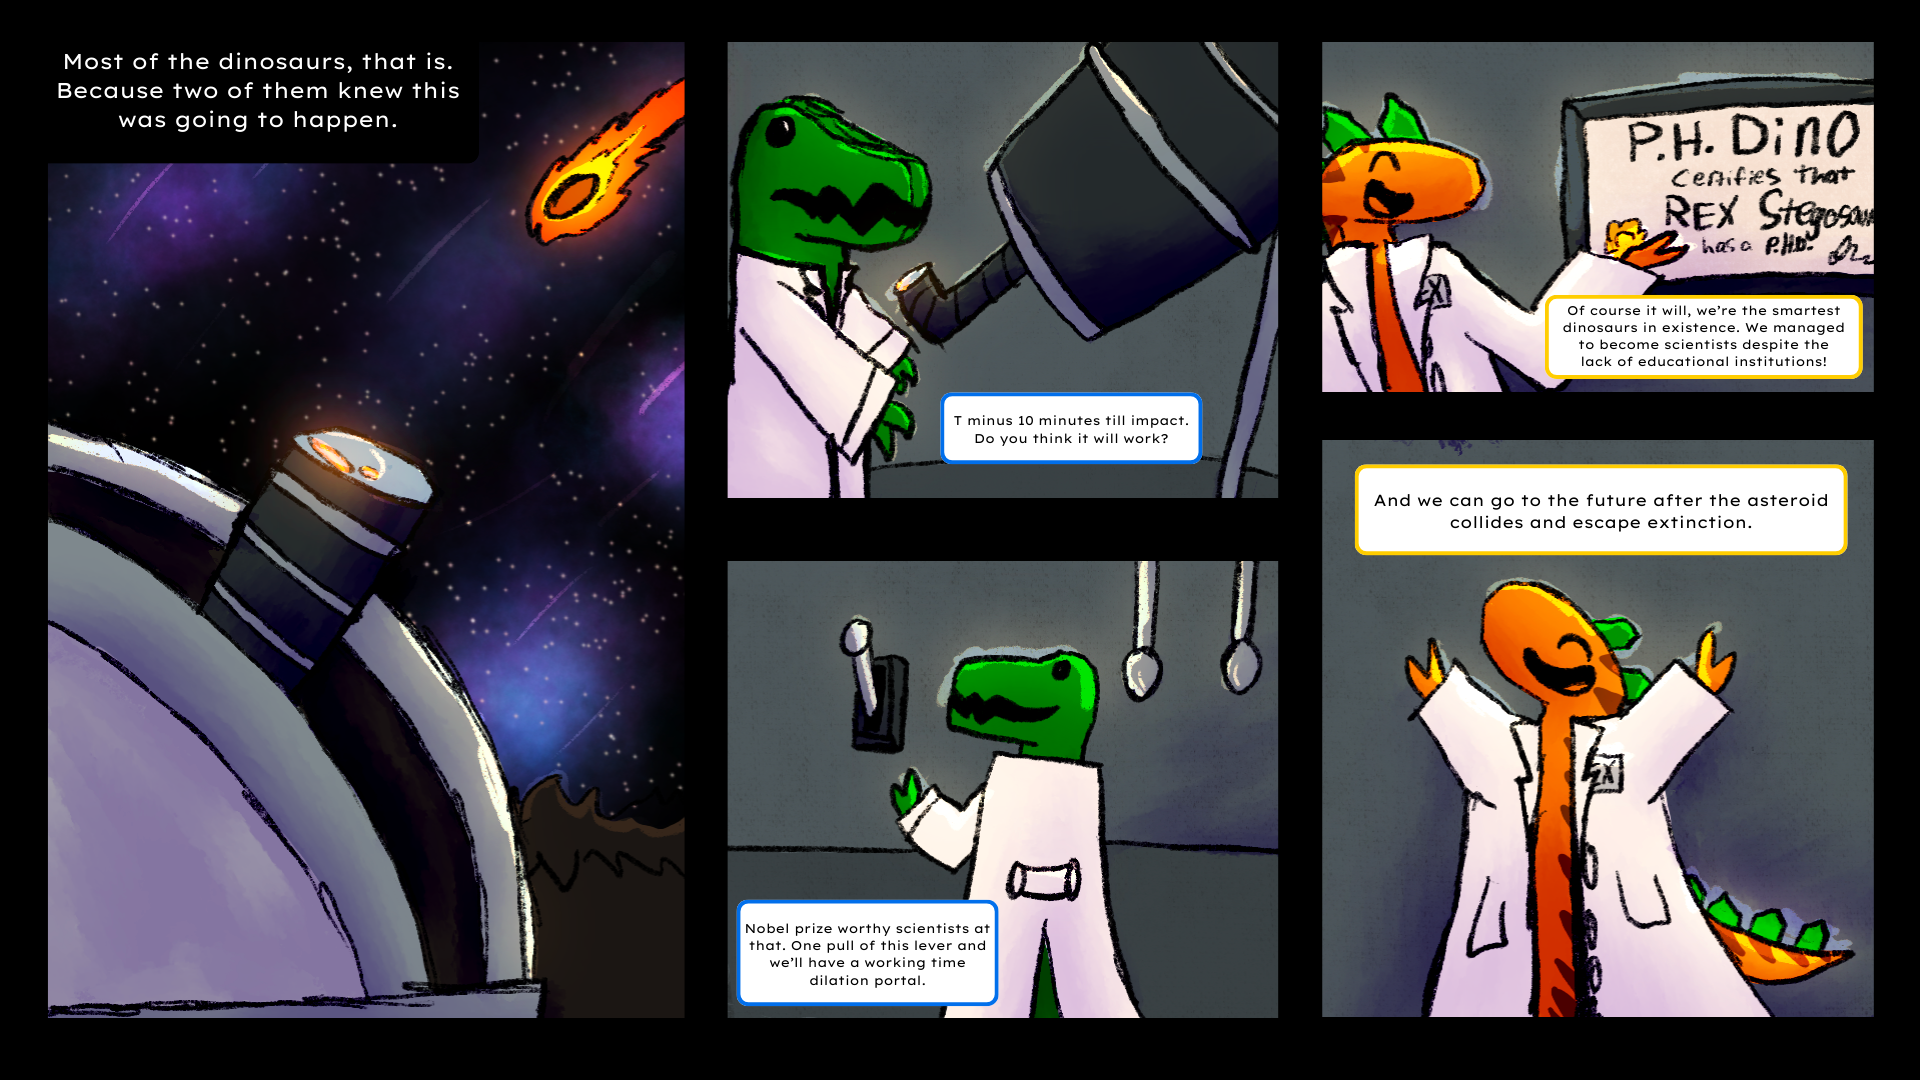 Most of the dinosaurs, that is.
Because two of them knew this
was going to happen.
T minus 10 minutes till impact.
Do you think it will work?
P.H. Dino
Certifies that
REX Stegosau
has a P.H.D.
X
Of course it will, we're the smartest
dinosaurs in existence. We managed
to become scientists despite the
lack of educational institutions!
Nobel prize worthy scientists at
that. One pull of this lever and
we'll have a working time
dilation portal.
And we can go to the future after the asteroid
collides and escape extinction.
X